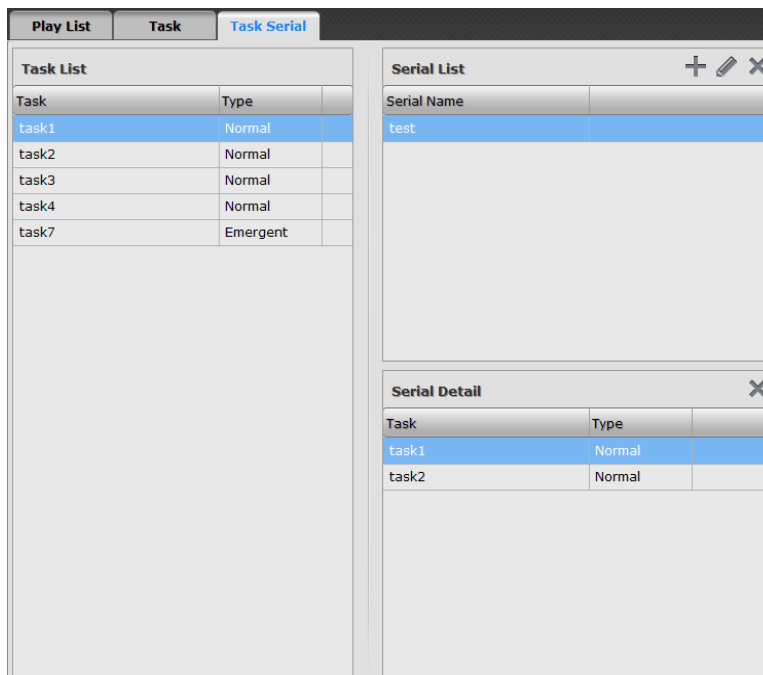 Play List Task Task Serial
Task List
Task Type
task1 Normal
task2 Normal
task3 Normal
task4 Normal
task7 Emergent
Serial List
Serial Name
test
Serial Detail
Task Type
task1 Normal
task2 Normal